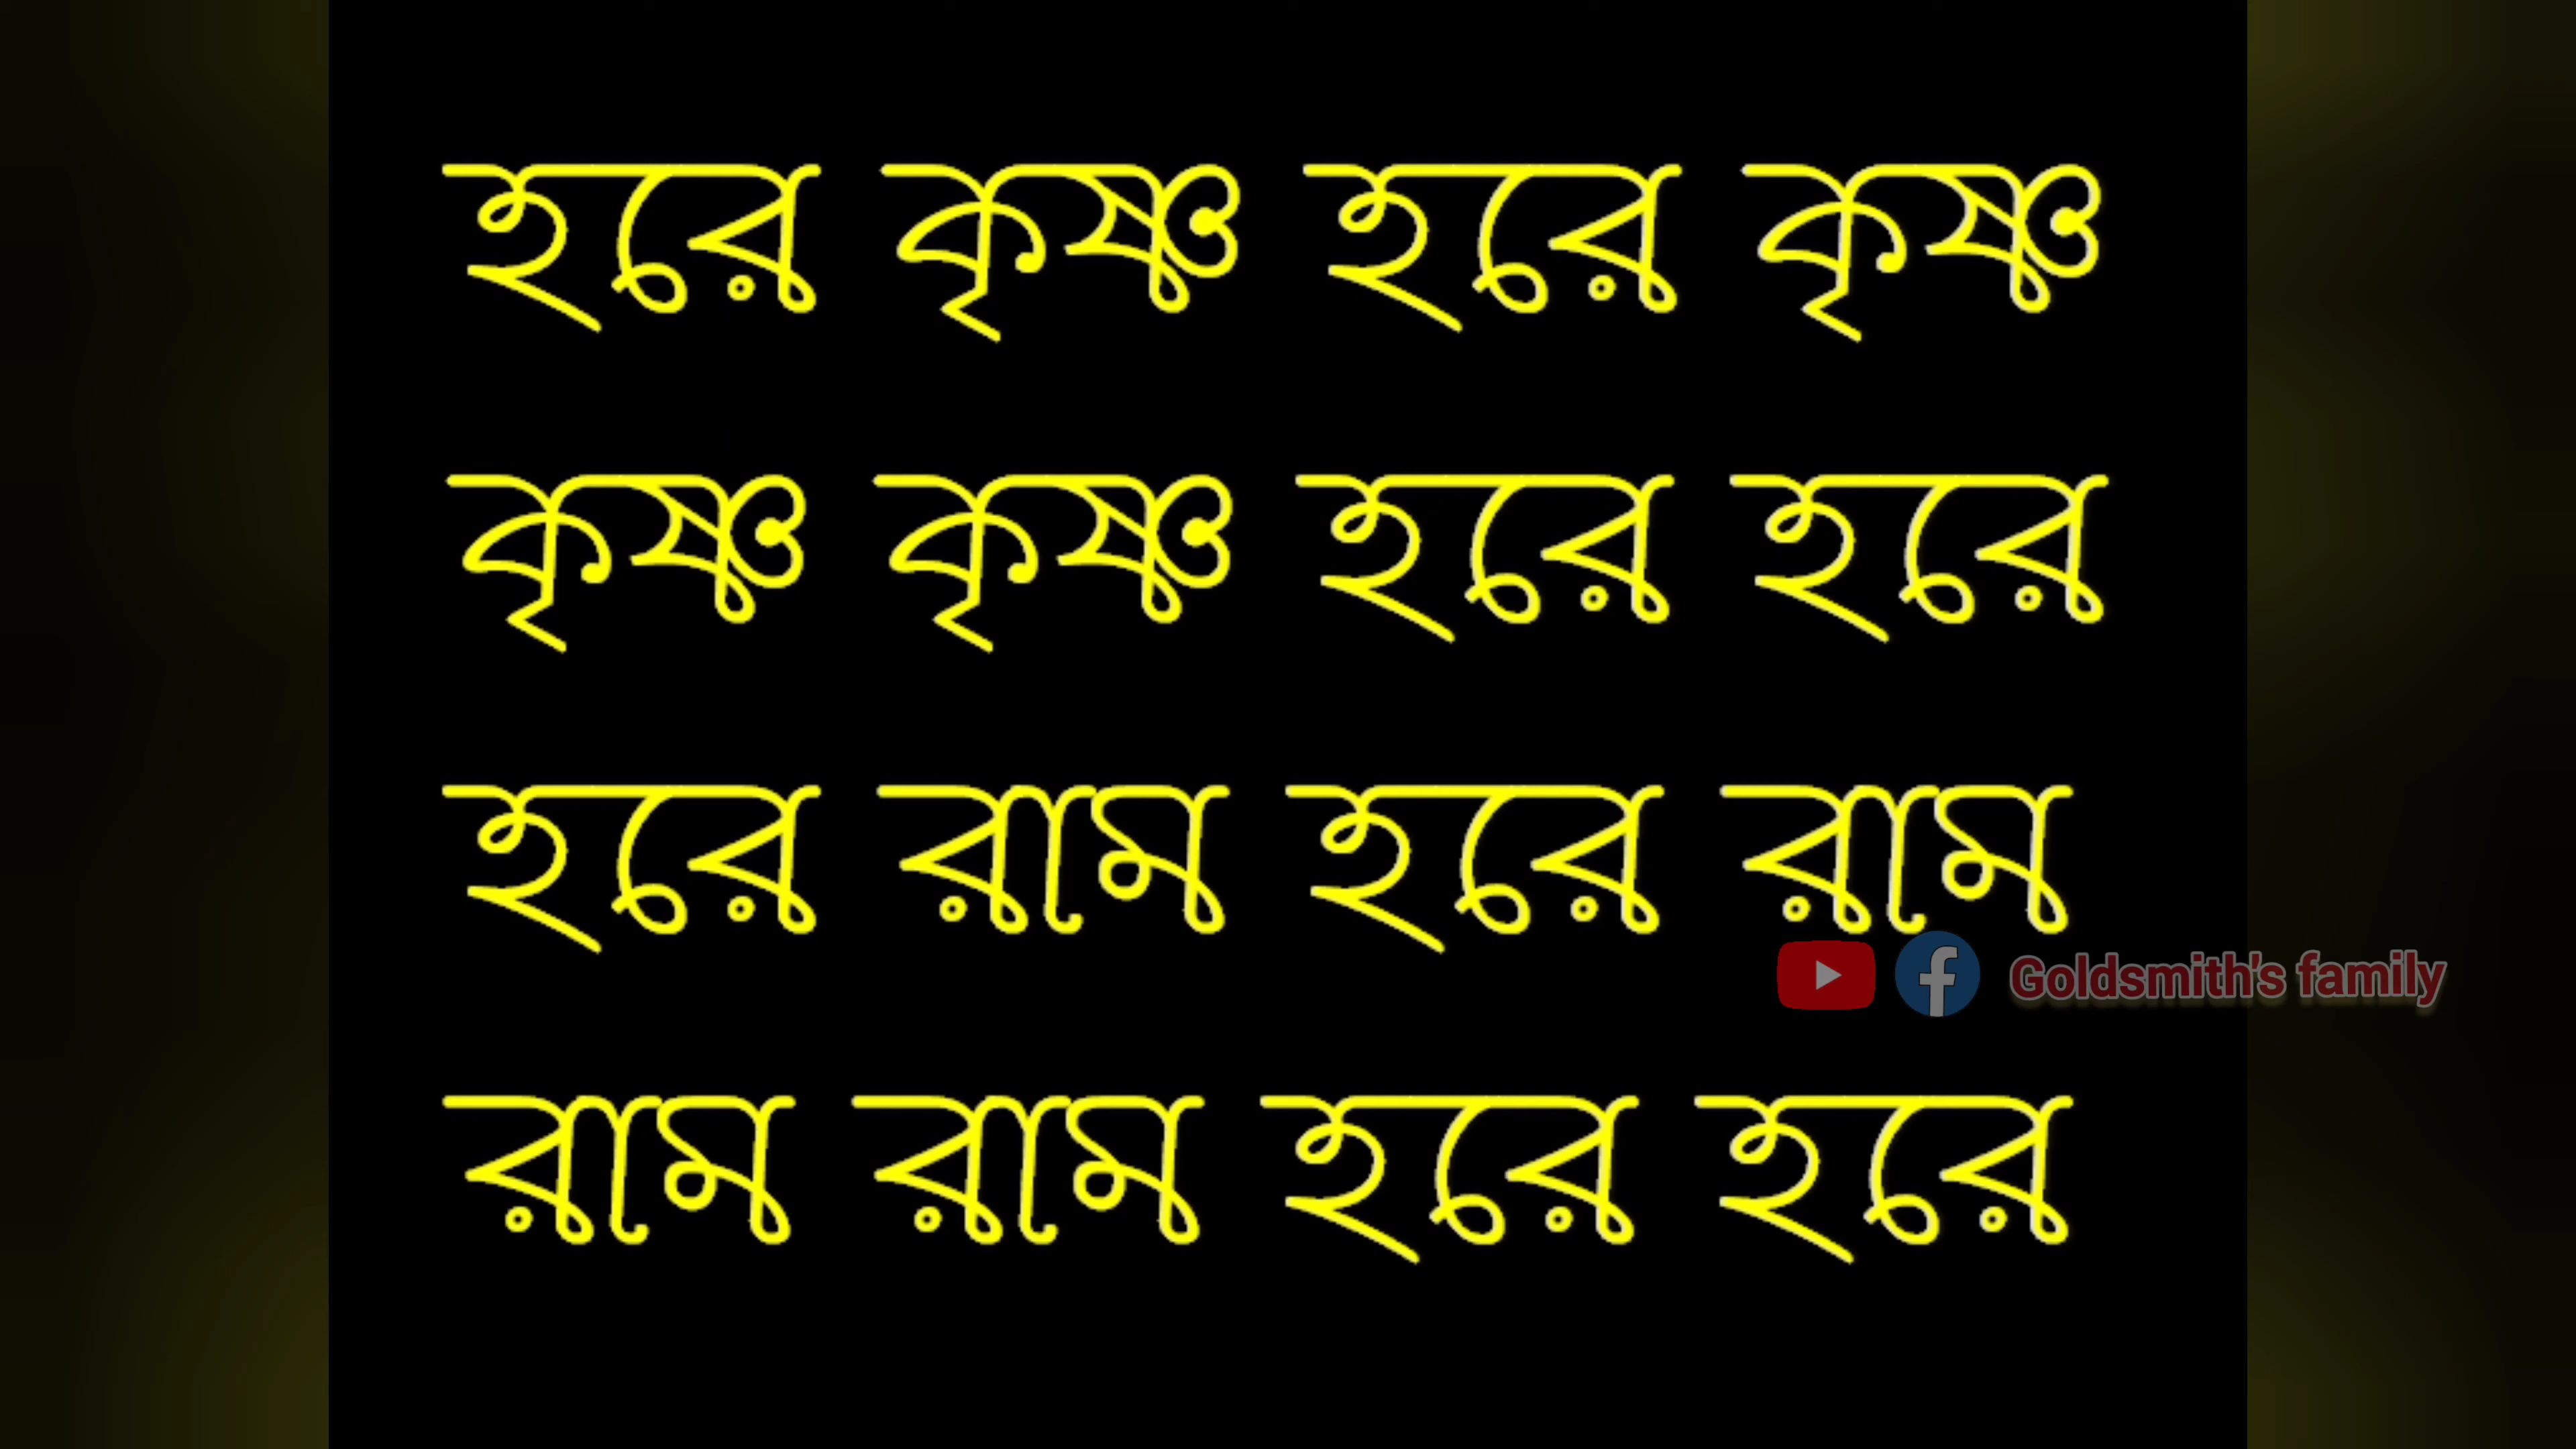 হরে কৃষ্ণ হরে কৃষ্ণ
কৃষ্ণ কৃষ্ণ হরে হরে
হরে রাম হরে রাম
Goldsmith's family
রাম রাম হরে হরে